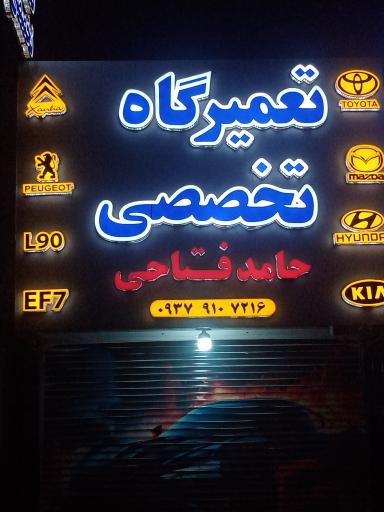 تعمیرگاه
تخصصی
حامد فتاحی
۰۹۳۷ ۹۱۰ ۷۲۱۶
Xantia
PEUGEOT
L90
EF7
TOYOTA
mazda
HYUNDAI
KIA